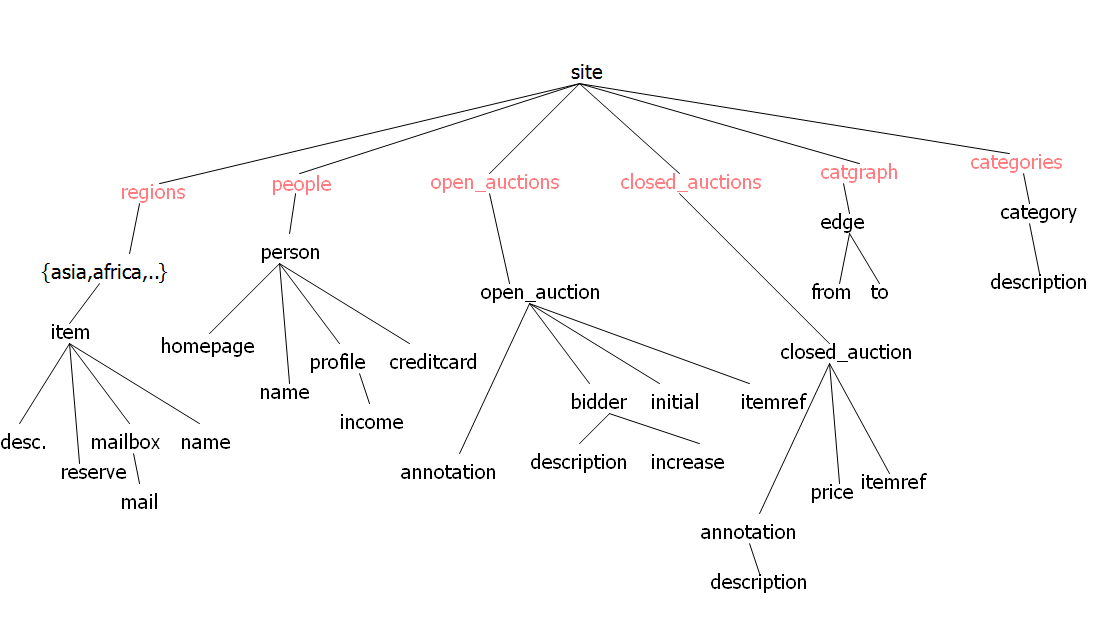 site
regions
people
open_auctions
closed_auctions
catgraph
categories
{asia,africa,..}
person
open_auction
edge
category
from
to
description
item
homepage
name
profile
creditcard
income
closed_auction
desc.
reserve
mailbox
name
mail
annotation
bidder
initial
itemref
description
increase
annotation
price
itemref
description